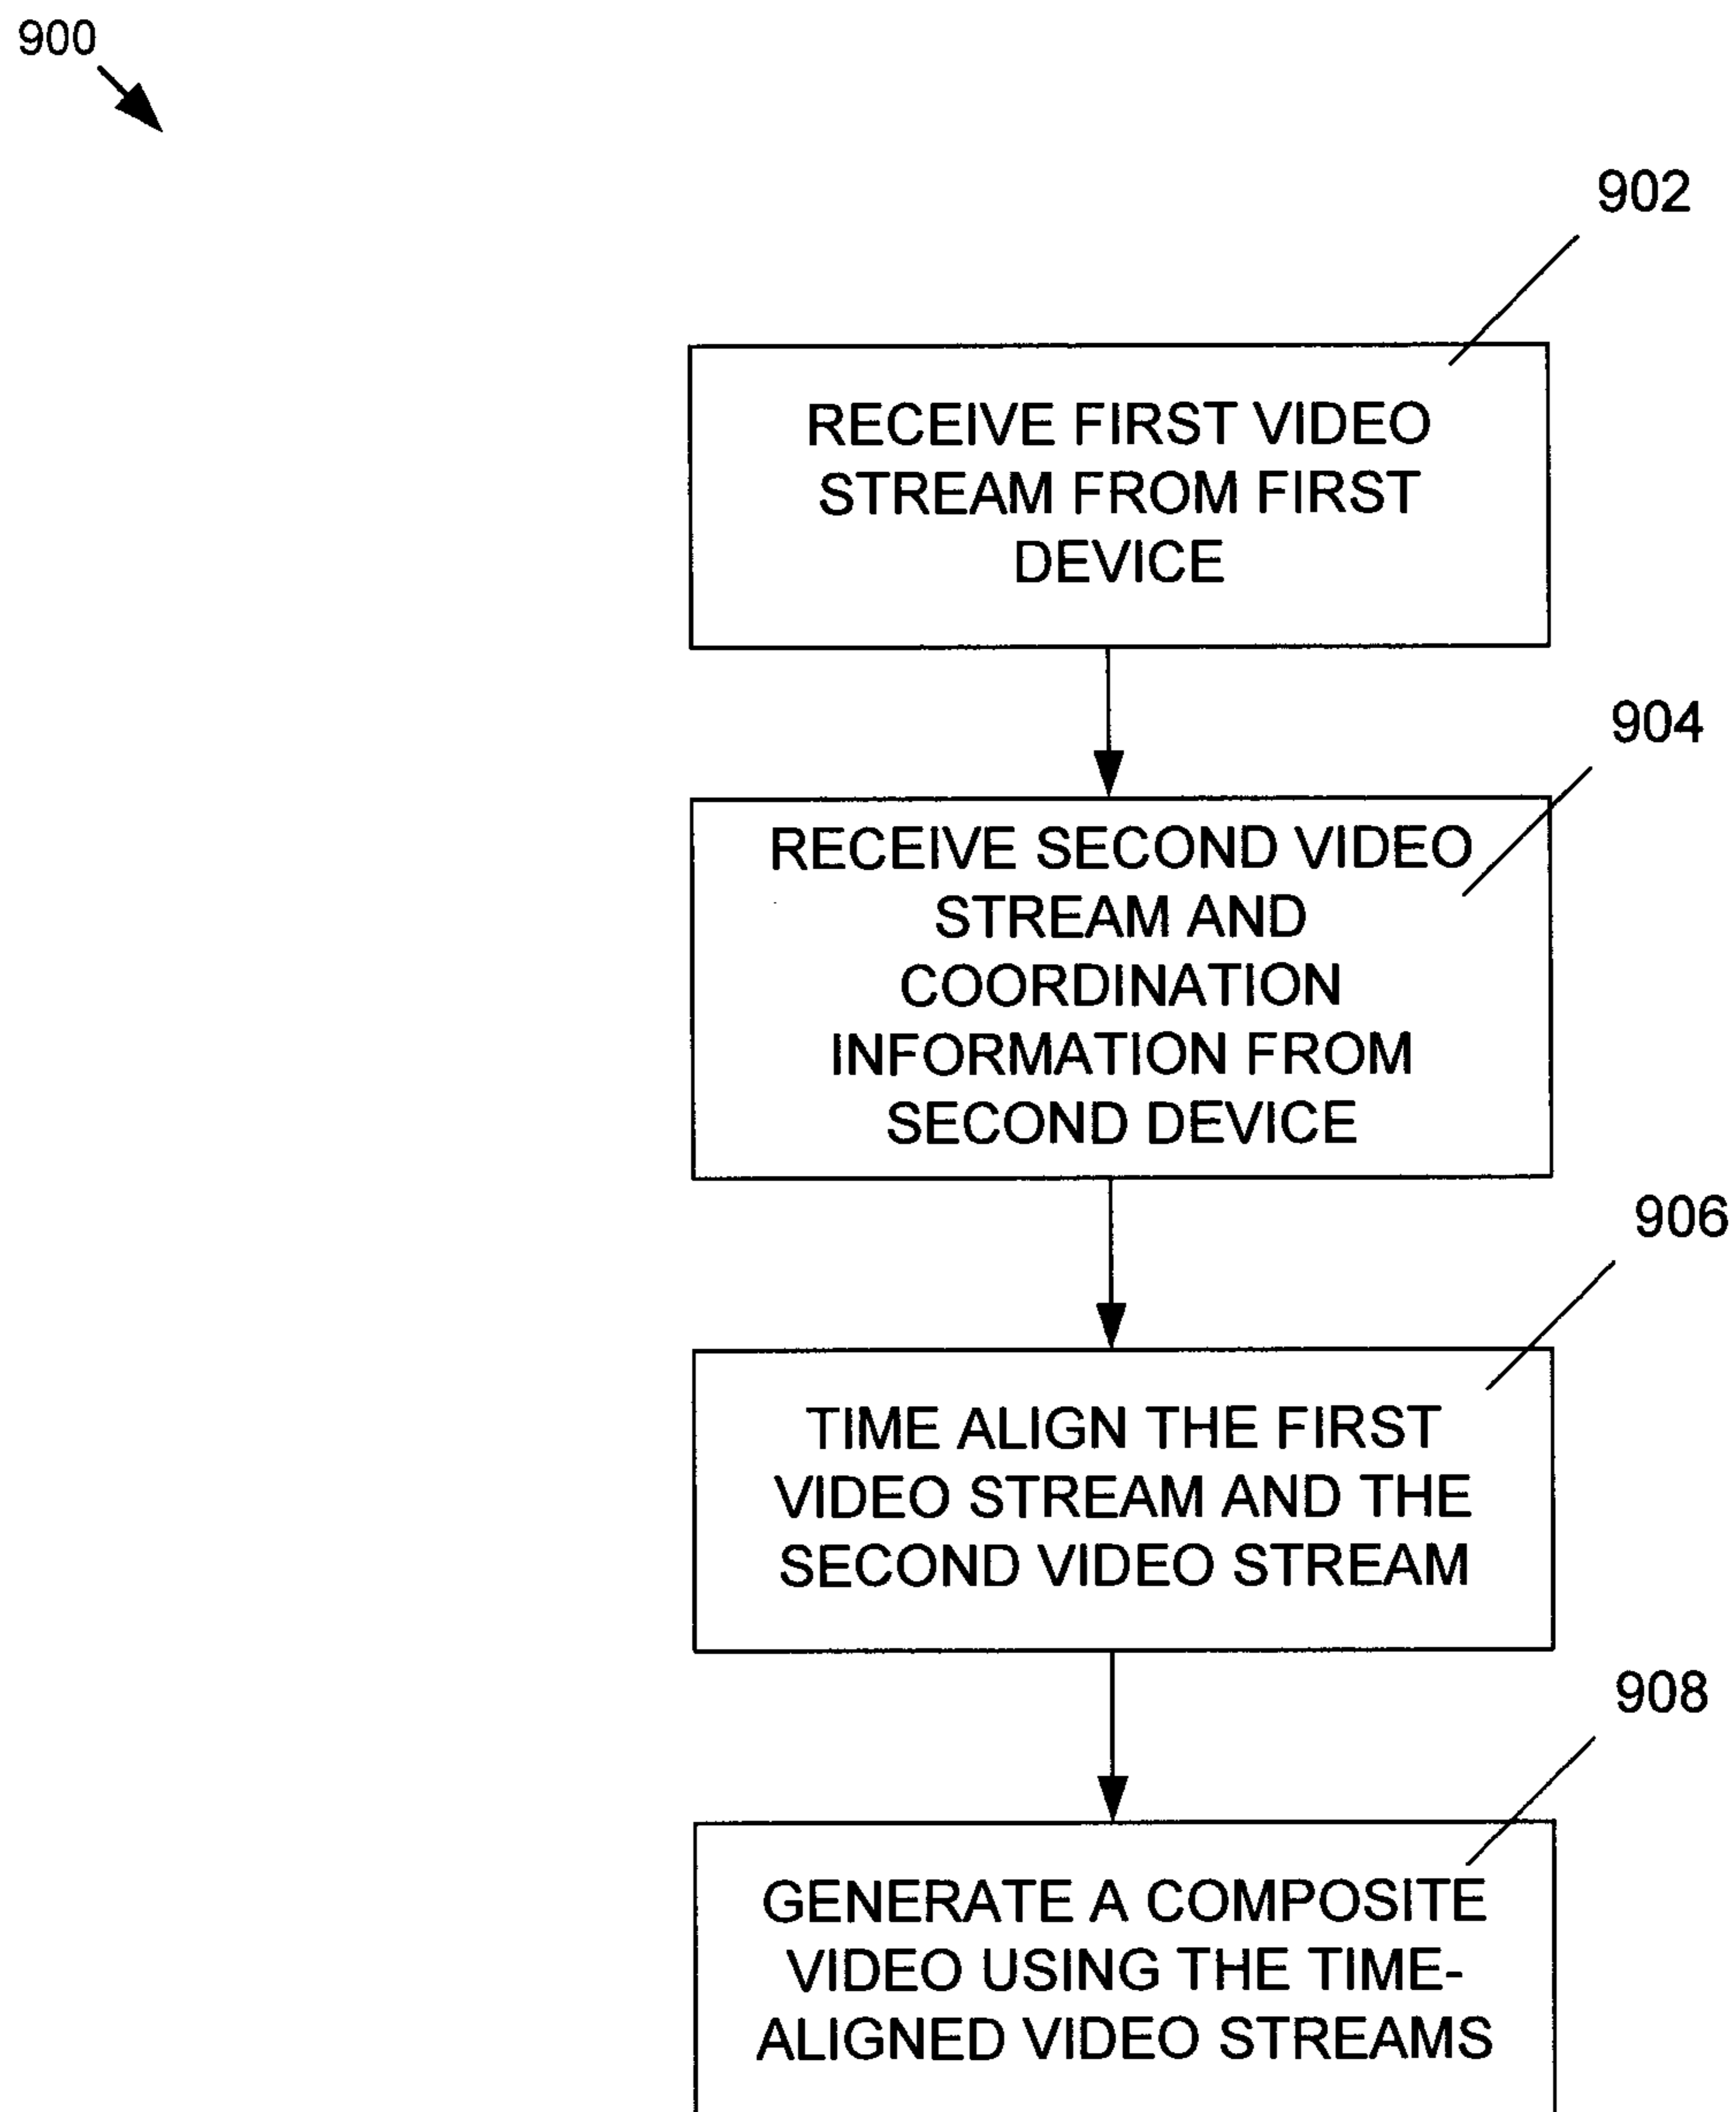 900
902
RECEIVE FIRST VIDEO
STREAM FROM FIRST
DEVICE
904
RECEIVE SECOND VIDEO
STREAM AND
COORDINATION
INFORMATION FROM
SECOND DEVICE
906
TIME ALIGN THE FIRST
VIDEO STREAM AND THE
SECOND VIDEO STREAM
908
GENERATE A COMPOSITE
VIDEO USING THE TIME-
ALIGNED VIDEO STREAMS